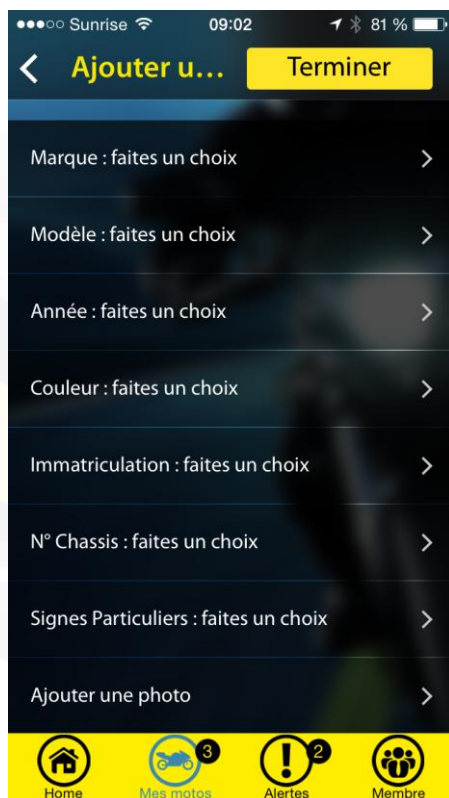 Sunrise 09:02 81 %
Ajouter u... Terminer
Marque : faites un choix
Modèle : faites un choix
Année : faites un choix
Couleur : faites un choix
Immatriculation : faites un choix
N° Chassis : faites un choix
Signes Particuliers : faites un choix
Ajouter une photo
3 2
Home Mes motos Alertes Membre